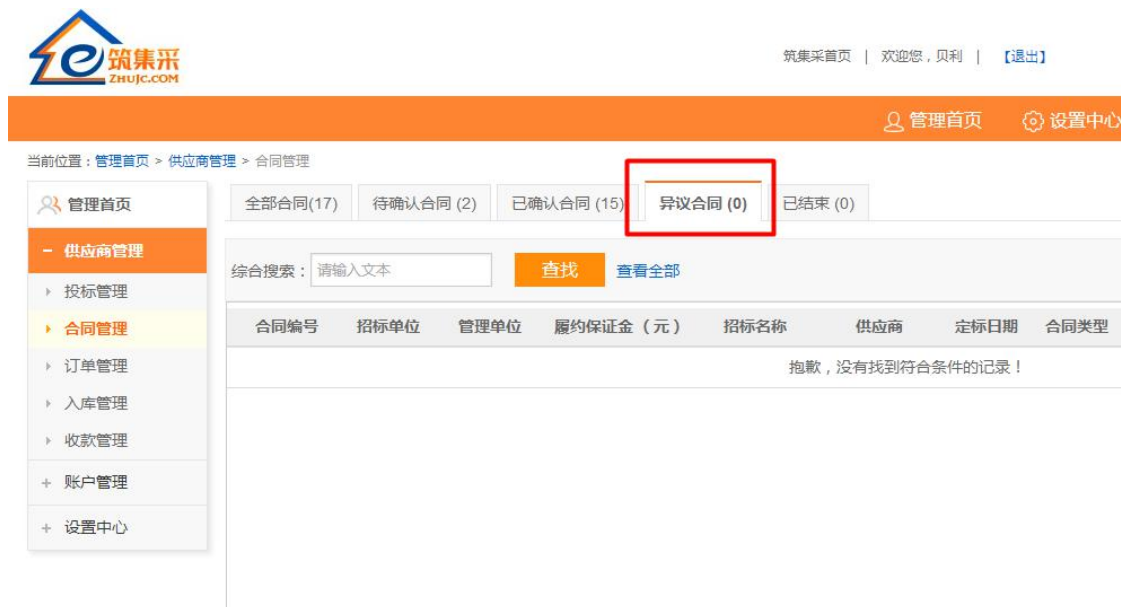 e筑集采
ZHUJC.COM
筑集采首页 | 欢迎您，贝利 | 【退出】
管理首页 设置中心
当前位置：管理首页 > 供应商管理 > 合同管理
管理首页
− 供应商管理
投标管理
合同管理
订单管理
入库管理
收款管理
+ 账户管理
+ 设置中心
全部合同(17) 待确认合同 (2) 已确认合同 (15) 异议合同 (0) 已结束 (0)
综合搜索： 请输入文本 查找 查看全部
合同编号 招标单位 管理单位 履约保证金（元） 招标名称 供应商 定标日期 合同类型
抱歉，没有找到符合条件的记录！